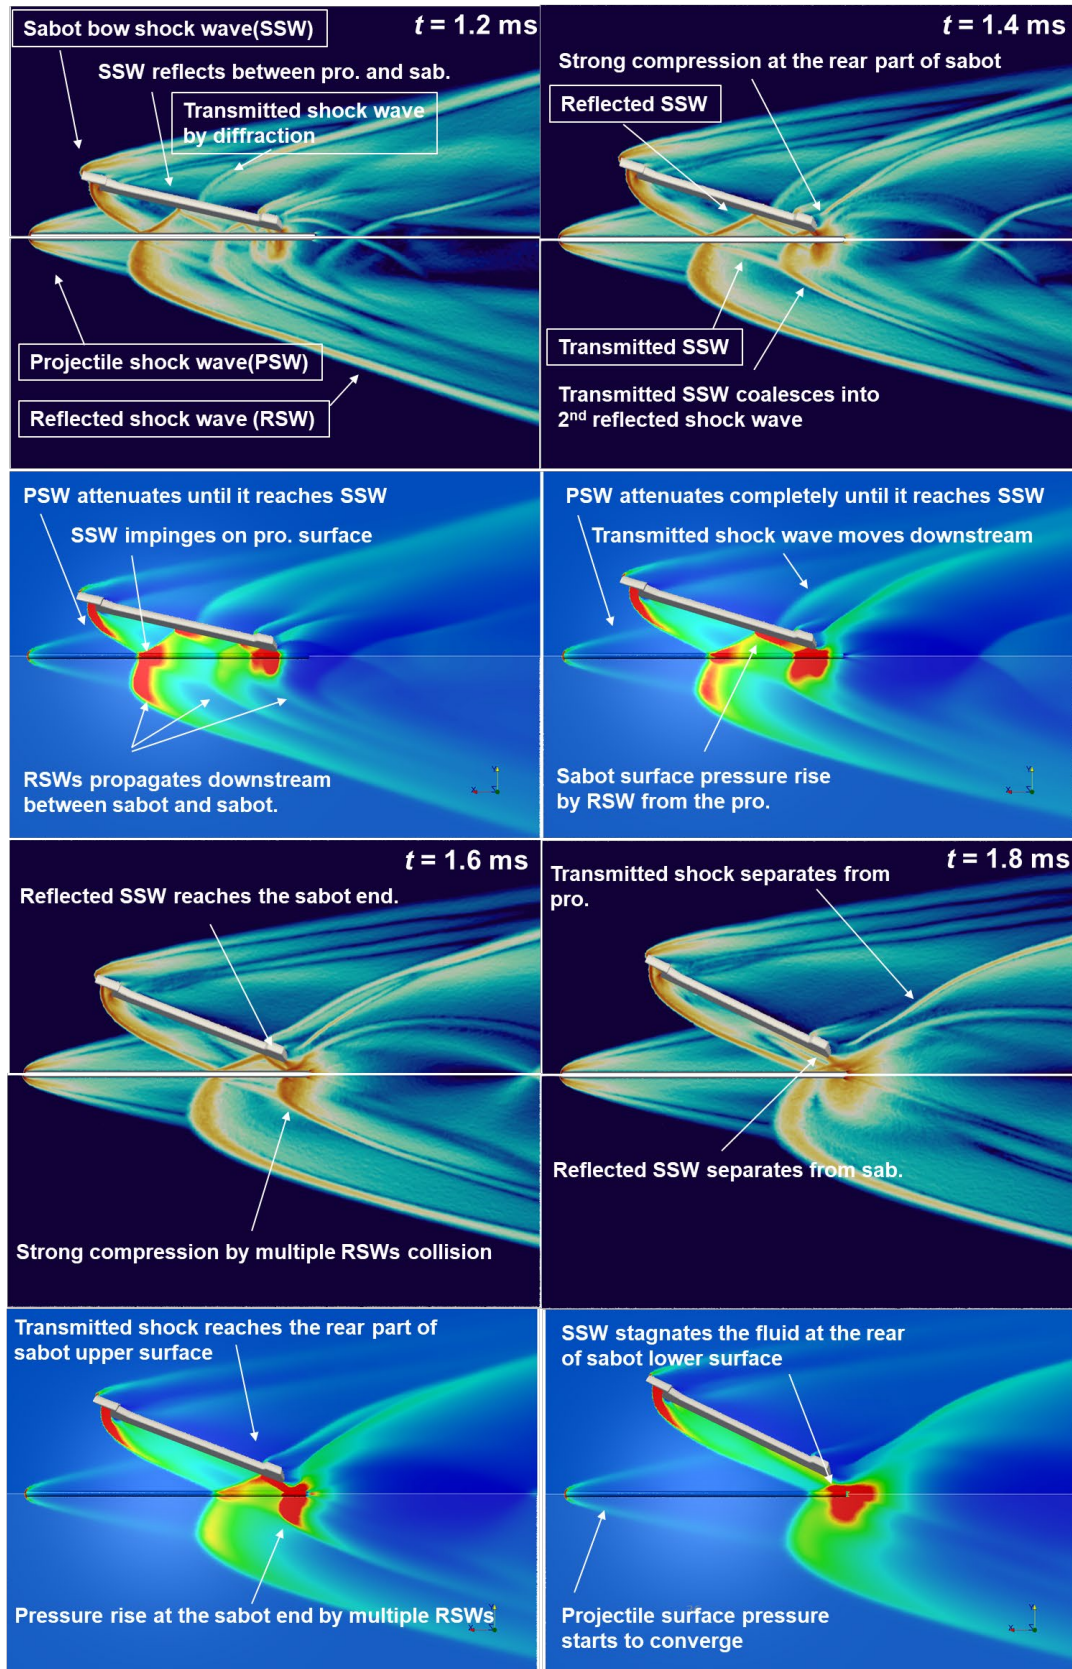 Sabot bow shock wave(SSW)
t = 1.2 ms
SSW reflects between pro. and sab.
Transmitted shock wave
by diffraction
Projectile shock wave(PSW)
Reflected shock wave (RSW)
t = 1.4 ms
Strong compression at the rear part of sabot
Reflected SSW
Transmitted SSW
Transmitted SSW coalesces into
2nd reflected shock wave
PSW attenuates until it reaches SSW
SSW impinges on pro. surface
RSWs propagates downstream
between sabot and sabot.
PSW attenuates completely until it reaches SSW
Transmitted shock wave moves downstream
Sabot surface pressure rise
by RSW from the pro.
t = 1.6 ms
Reflected SSW reaches the sabot end.
Strong compression by multiple RSWs collision
t = 1.8 ms
Transmitted shock separates from
pro.
Reflected SSW separates from sab.
Transmitted shock reaches the rear part of
sabot upper surface
Pressure rise at the sabot end by multiple RSWs
SSW stagnates the fluid at the rear
of sabot lower surface
Projectile surface pressure
starts to converge